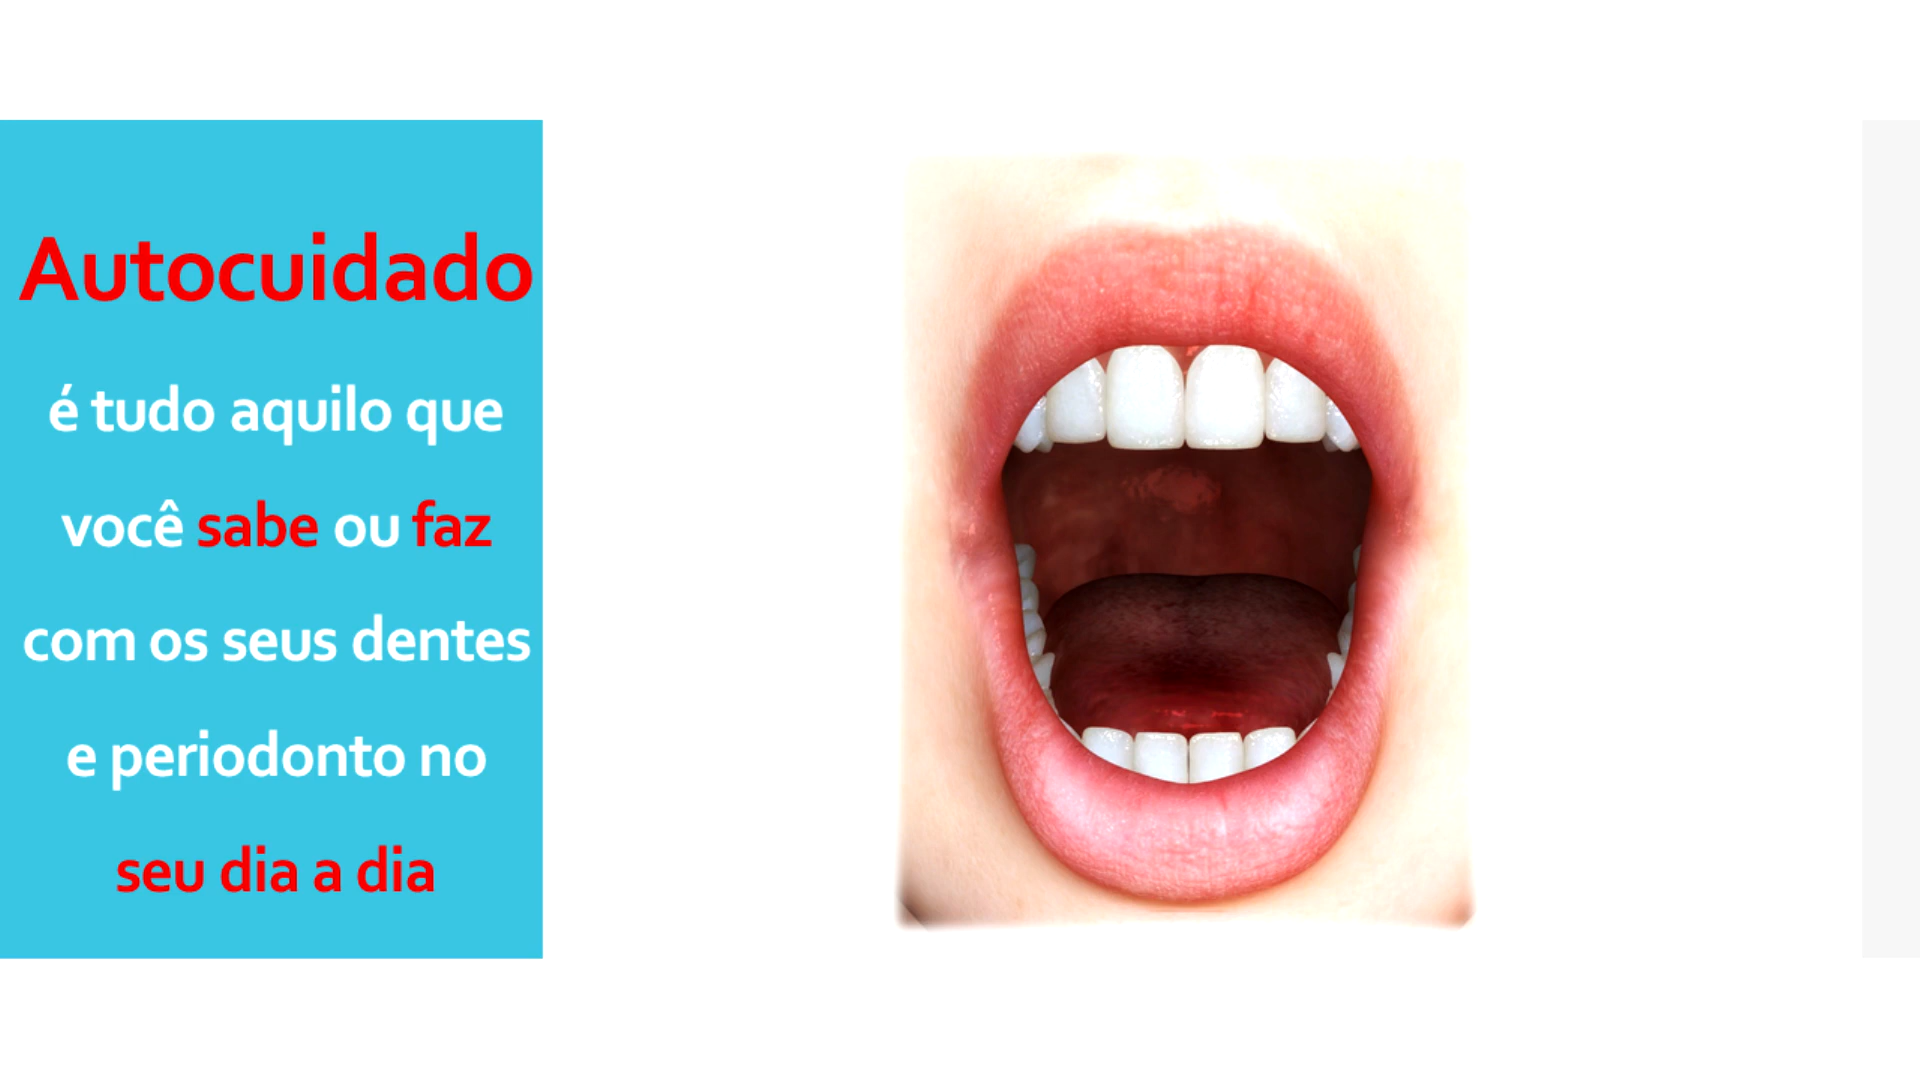 Autocuidado
é tudo aquilo que
você sabe ou faz
com os seus dentes
e periodonto no
seu dia a dia